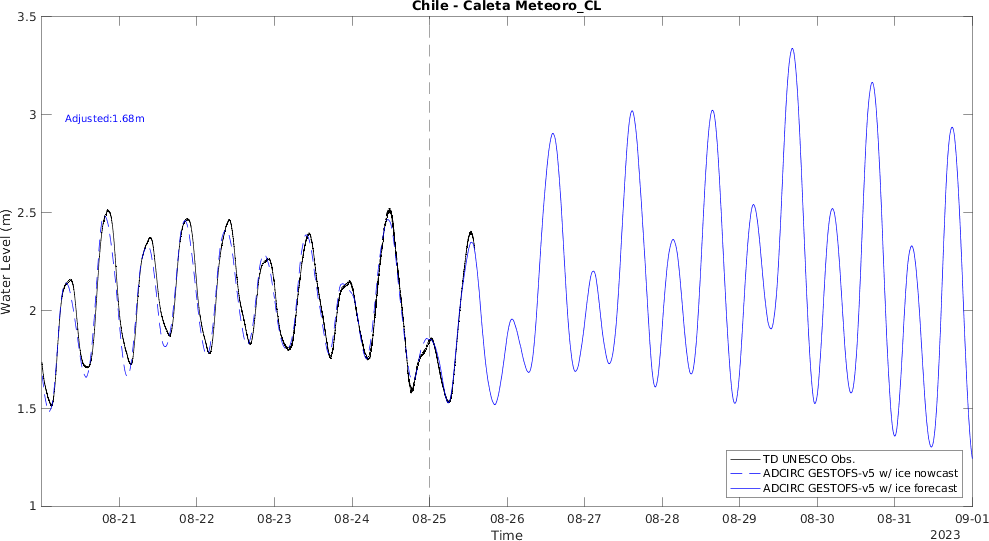 Chile - Caleta Meteoro_CL
3.5
3
2.5
2
1.5
1
Water Level (m)
Adjusted:1.68m
TD UNESCO Obs.
ADCIRC GESTOFS-v5 w/ ice nowcast
ADCIRC GESTOFS-v5 w/ ice forecast
08-21 08-22 08-23 08-24 08-25 08-26 08-27 08-28 08-29 08-30 08-31 09-01
Time
2023